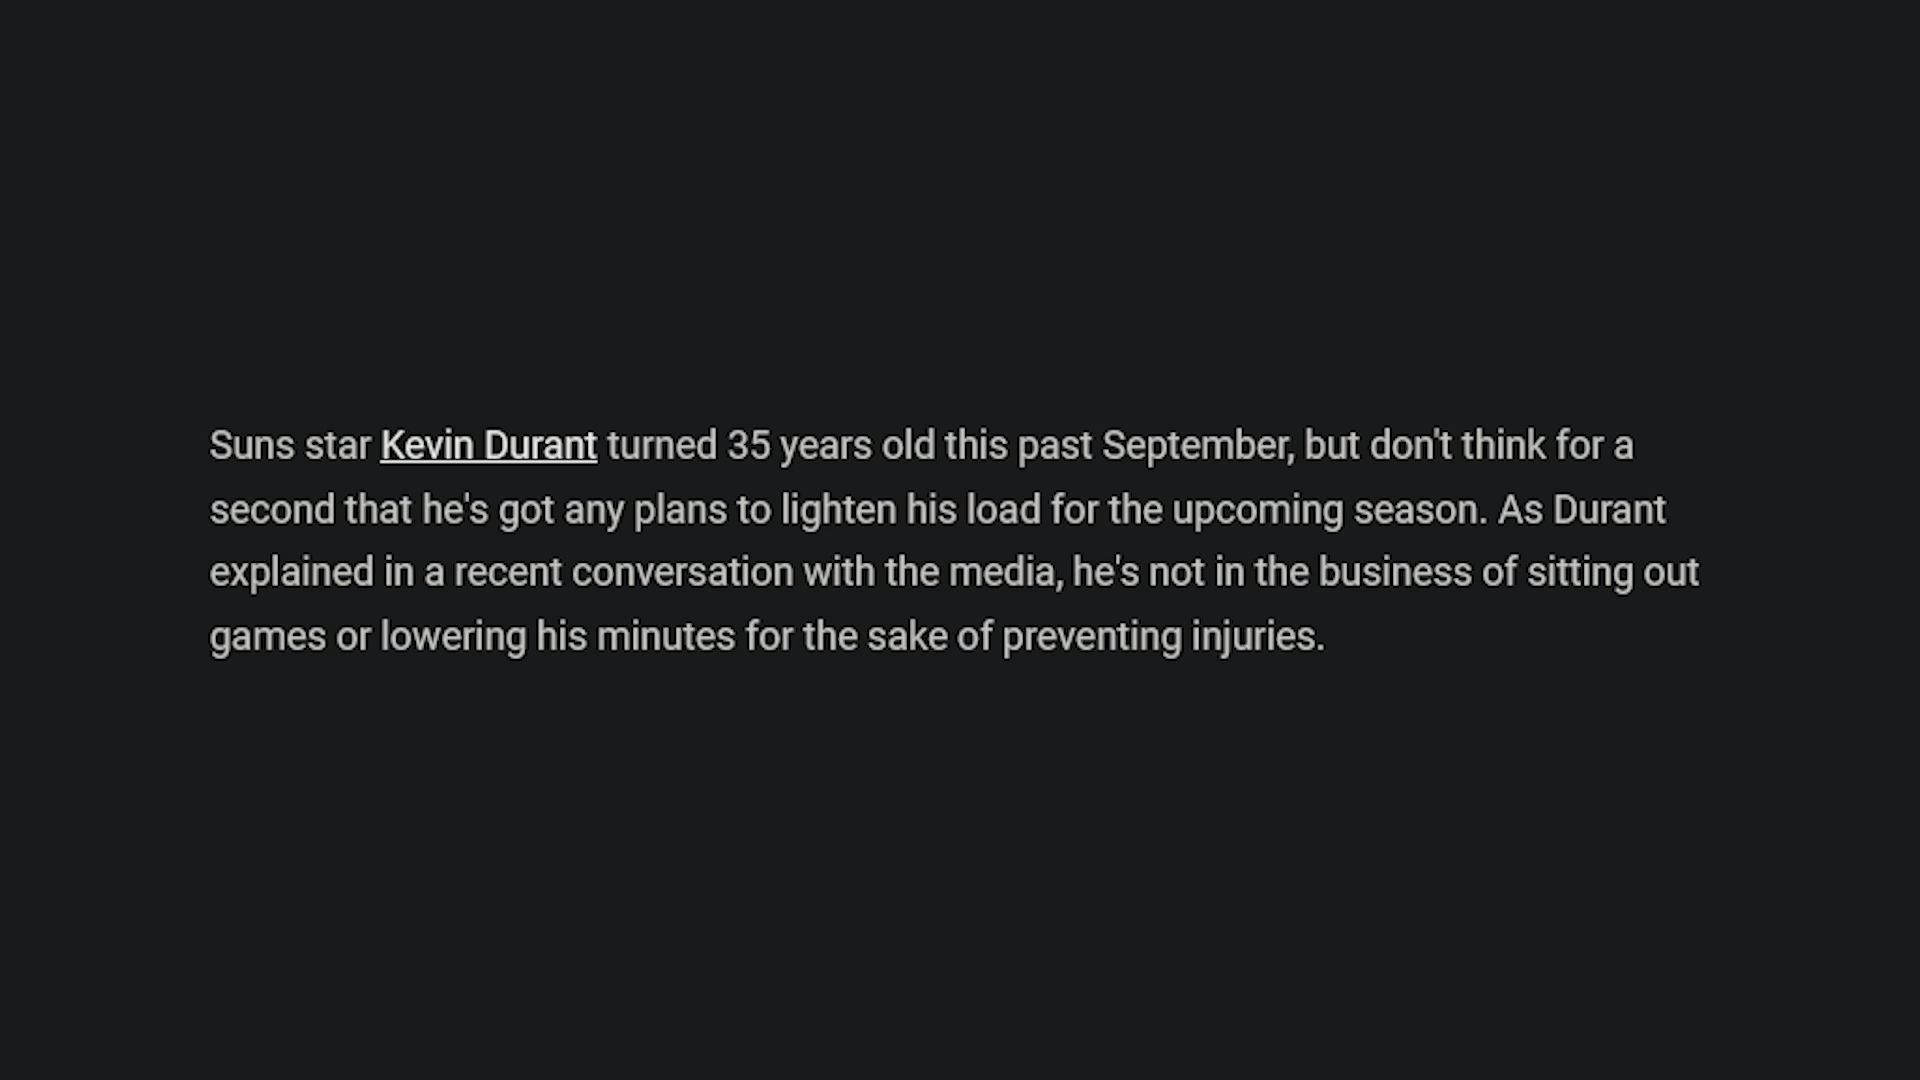 Suns star Kevin Durant turned 35 years old this past September, but don't think for a
second that he's got any plans to lighten his load for the upcoming season. As Durant
explained in a recent conversation with the media, he's not in the business of sitting out
games or lowering his minutes for the sake of preventing injuries.